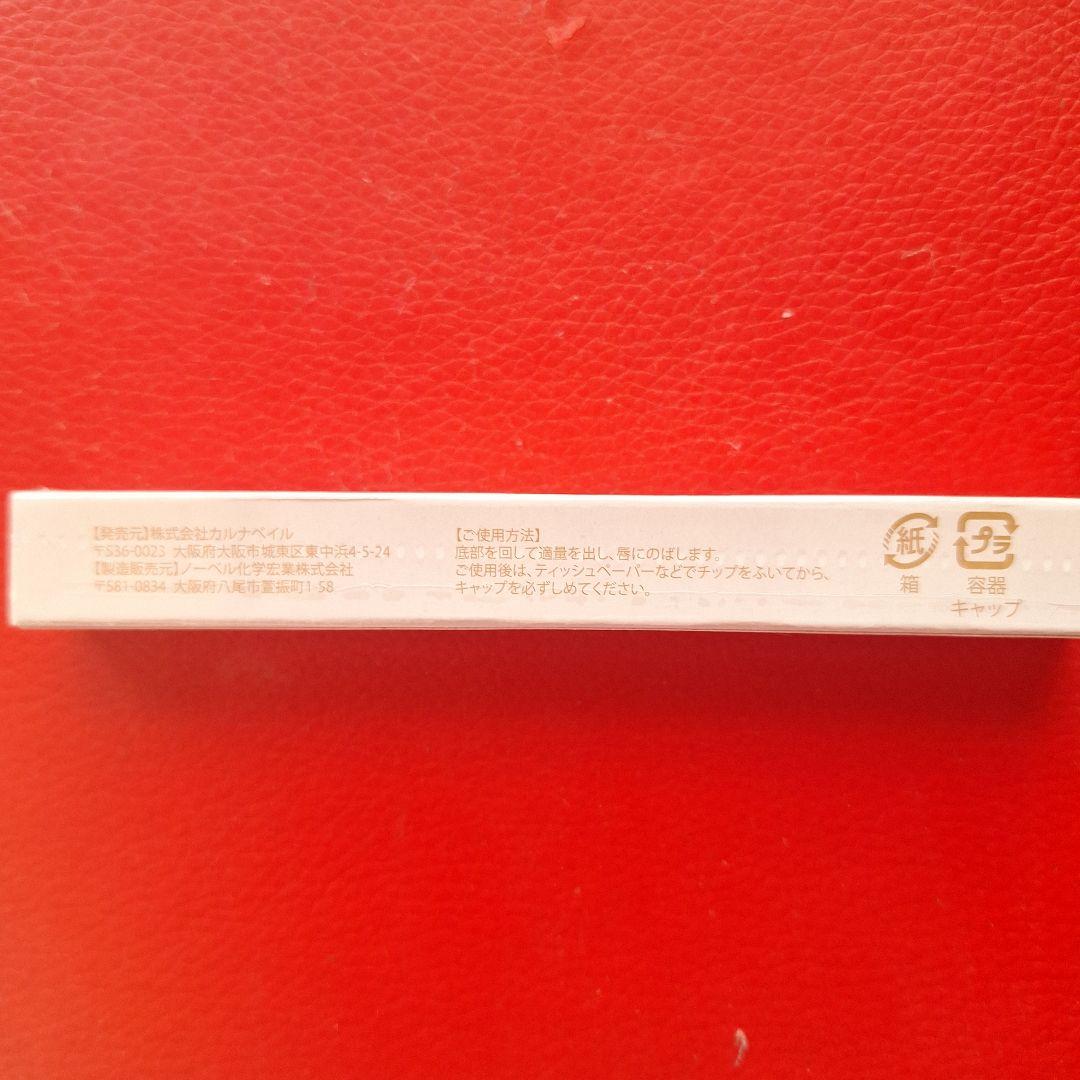 【発売元】株式会社カルナベイル
〒536-0023 大阪府大阪市城東区東中浜4-5-24
【製造販売元】ノーベル化学宏業株式会社
〒581-0834 大阪府八尾市萱振町1-58
【ご使用方法】
底部を回して適量を出し、唇にのばします。
ご使用後は、ティッシュペーパーなどでチップをふいてから、
キャップを必ずしめてください。
紙
箱
プラ
容器
キャップ